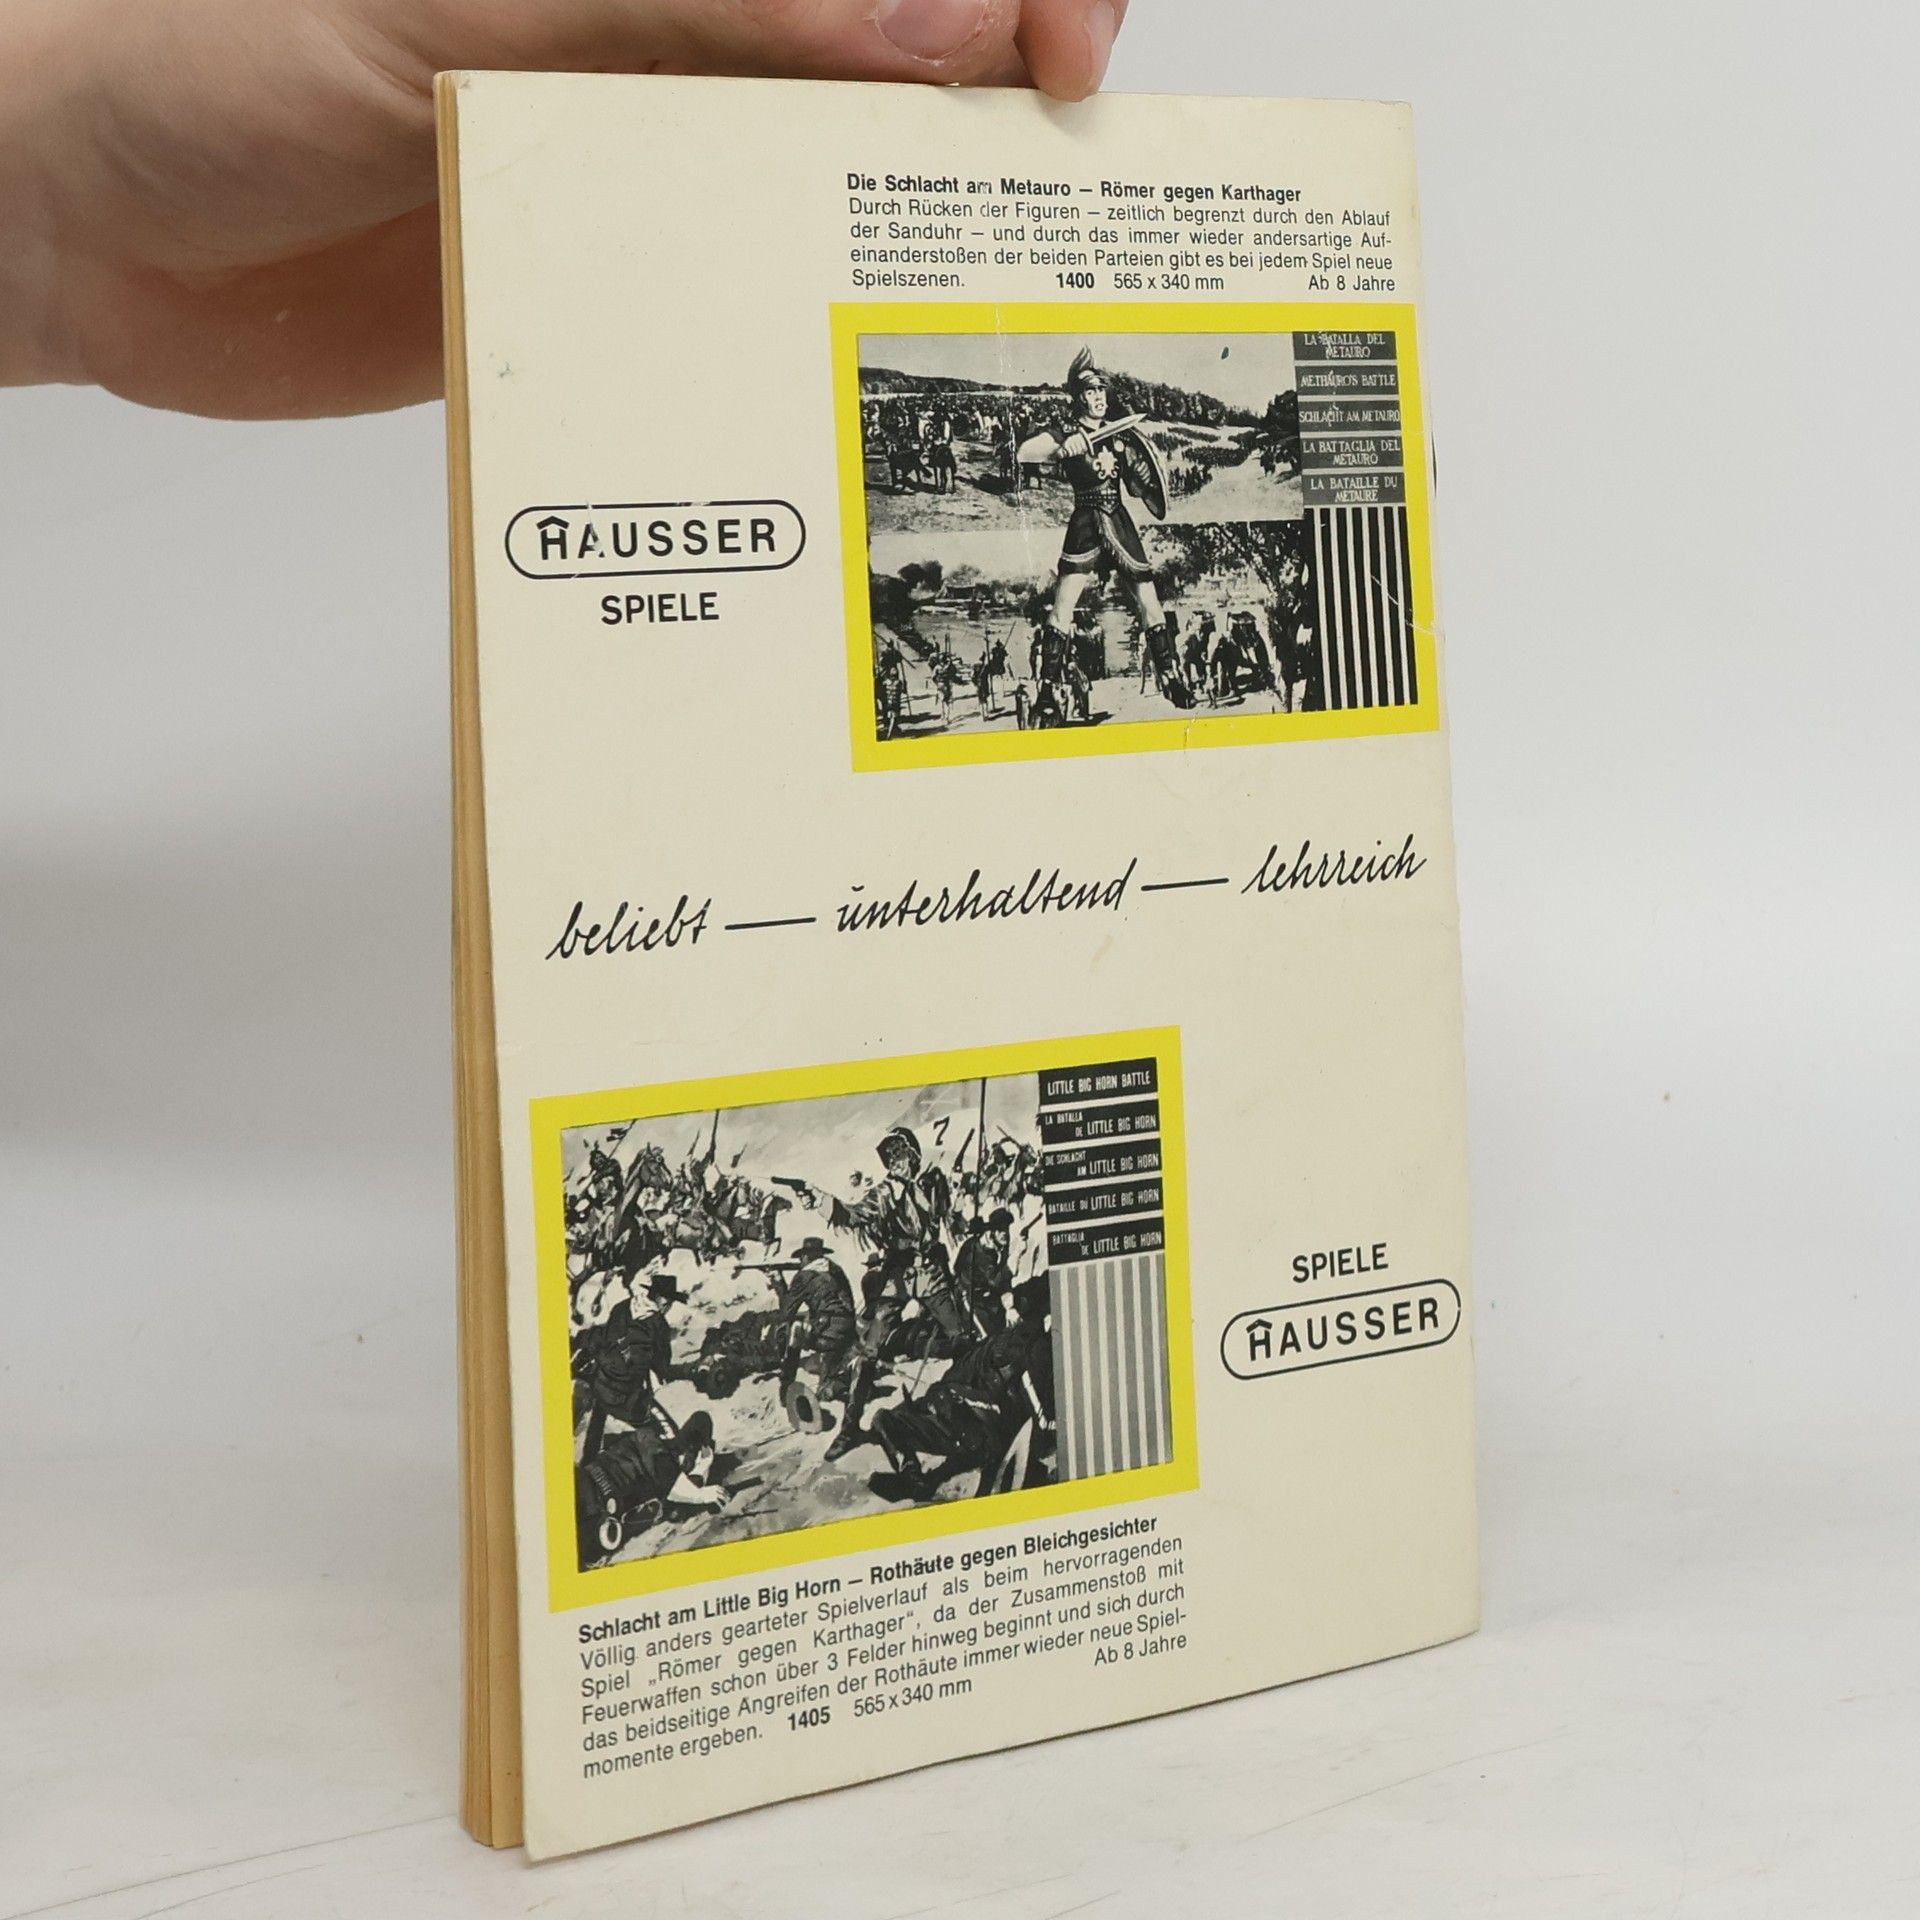 Die Schlacht am Metauro – Römer gegen Karthager
Durch Rücken der Figuren – zeitlich begrenzt durch den Ablauf
der Sanduhr – und durch das immer wieder andersartige Auf-
einanderstoßen der beiden Parteien gibt es bei jedem Spiel neue
Spielszenen. 1400 565 x 340 mm Ab 8 Jahre
LA BATALLA DEL
METAURO
METHAURO'S BATTLE
SCHLACHT AM METAURO
LA BATTAGLIA DEL
METAURO
LA BATAILLE DU
METAURE
HAUSSER
SPIELE
beliebt — unterhaltend — lehrreich
LITTLE BIG HORN BATTLE
LA BATALLA
DE LITTLE BIG HORN
DIE SCHLACHT
AM LITTLE BIG HORN
BATAILLE DU LITTLE BIG HORN
BATTAGLIA
DE LITTLE BIG HORN
7
SPIELE
HAUSSER
Schlacht am Little Big Horn – Rothäute gegen Bleichgesichter
Völlig anders gearteter Spielverlauf als beim hervorragenden
Spiel „Römer gegen Karthager“, da der Zusammenstoß mit
Feuerwaffen schon über 3 Felder hinweg beginnt und sich durch
das beidseitige Angreifen der Rothäute immer wieder neue Spiel-
momente ergeben. 1405 565 x 340 mm Ab 8 Jahre